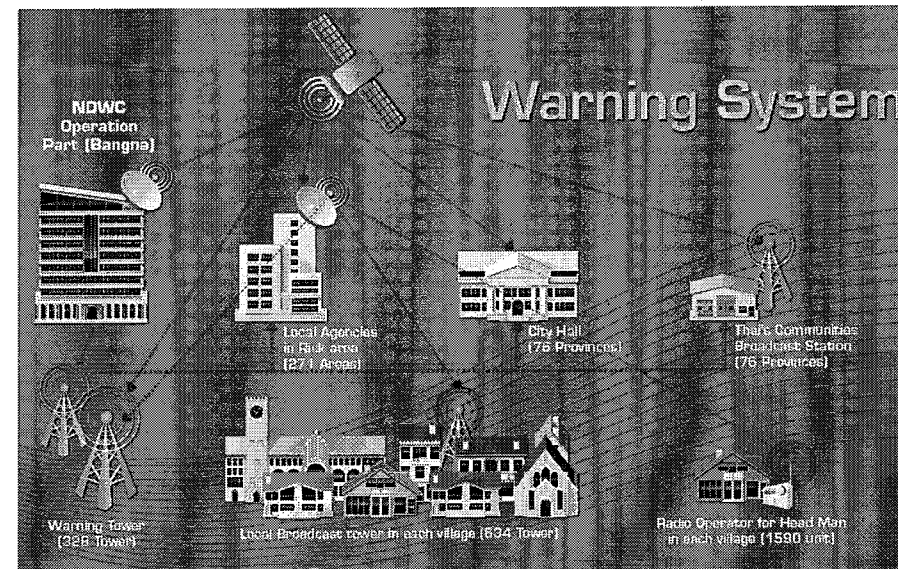 Warning System
NDWC
Operation
Part (Bangna)
Local Agencies
in Risk area
(271 Areas)
City Hall
(76 Provinces)
Thai's Communities
Broadcast Station
(76 Provinces)
Warning Tower
(328 Tower)
Local Broadcast tower in each village (634 Tower)
Radio Operator for Head Man
in each village (1590 unit)